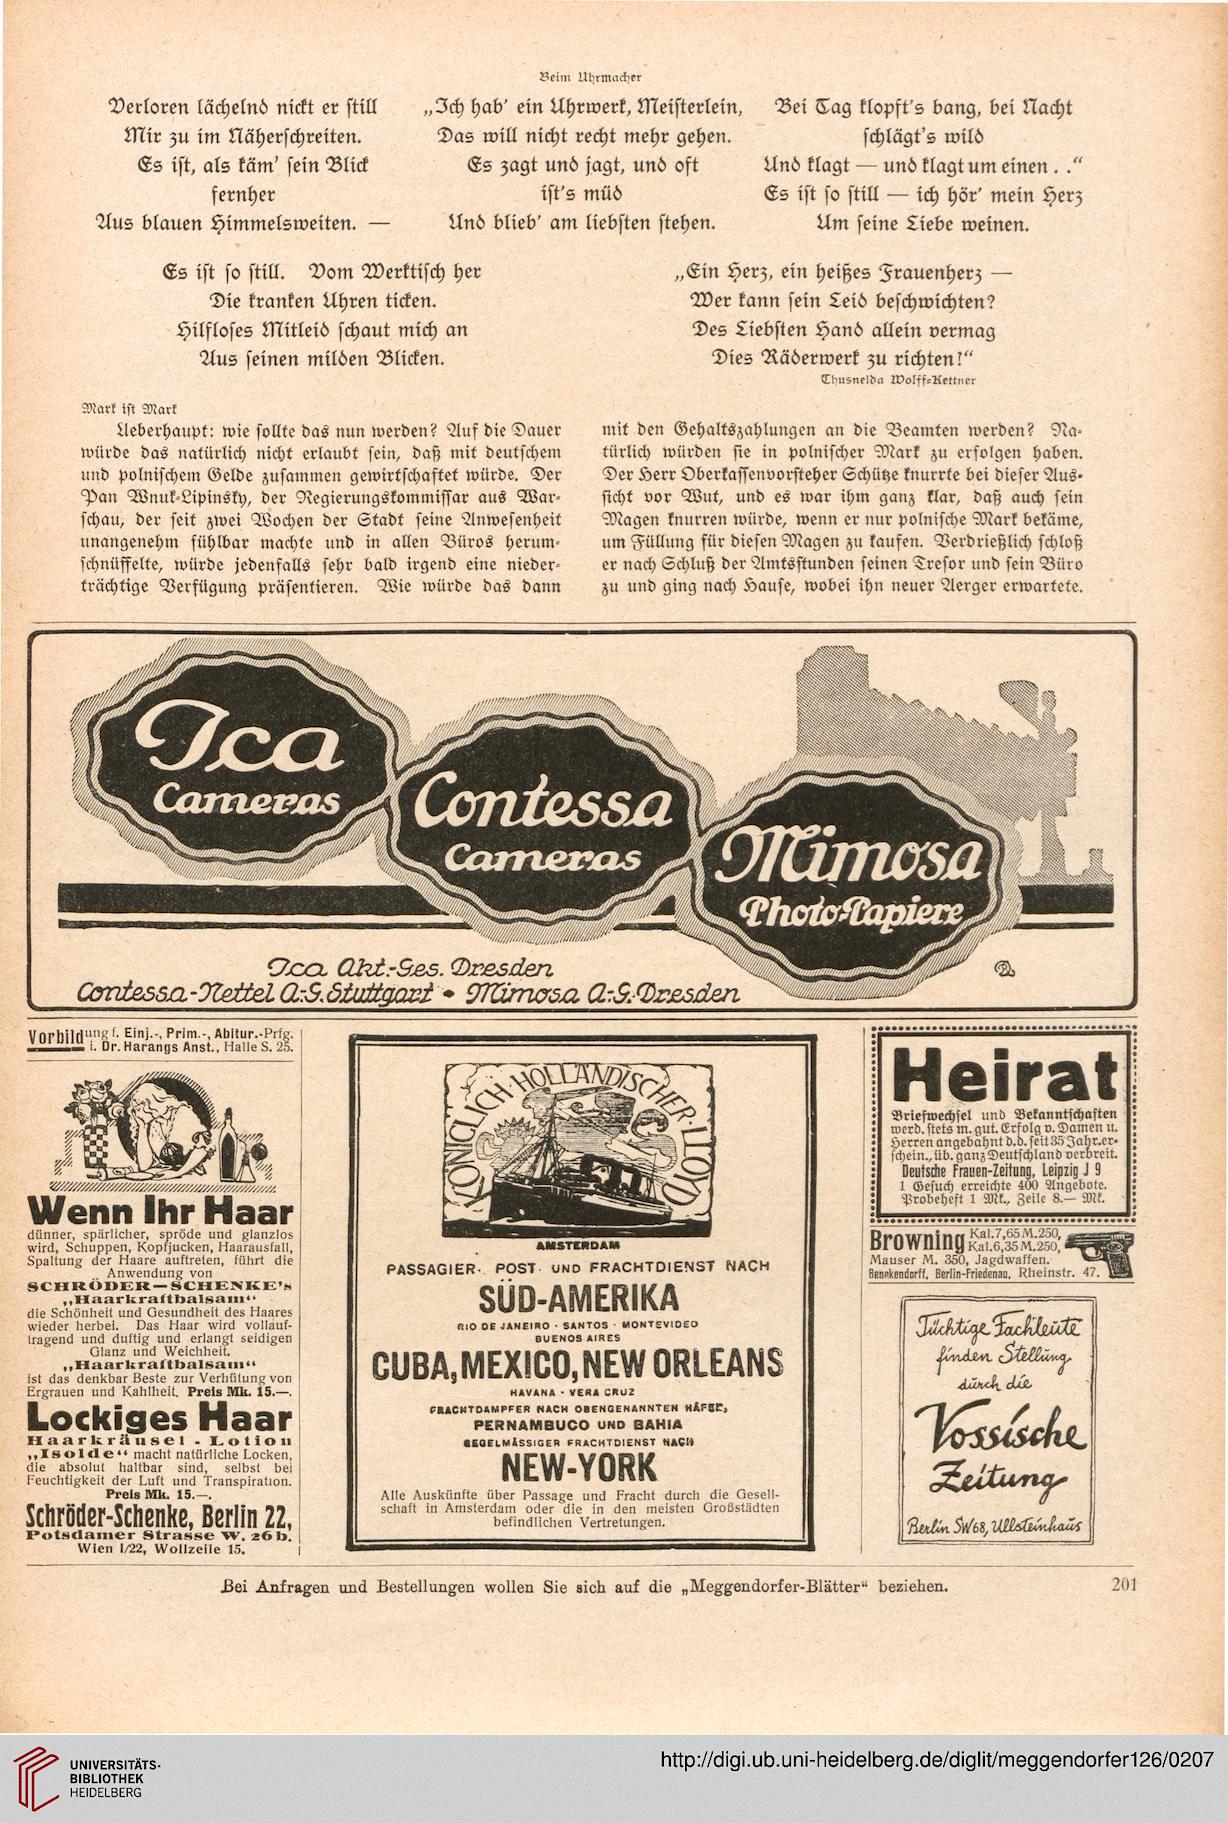 Beim Uhrmacher
Verloren lächelnd nickt er still
Mir zu im Näherschreiten.
Es ist, als käm' sein Blick
fernher
Aus blauen Himmelsweiten. —
„Ich hab' ein Uhrwerk, Meisterlein,
Das will nicht recht mehr gehen.
Es zagt und jagt, und oft
ist's müd
Und blieb' am liebsten stehen.
Bei Tag klopft's bang, bei Nacht
schlägt's wild
Und klagt — und klagt um einen . .“
Es ist so still — ich hör' mein Herz
Um seine Liebe weinen.
Es ist so still. Vom Werktisch her
Die kranken Uhren ticken.
Hilfloses Mitleid schaut mich an
Aus seinen milden Blicken.
„Ein Herz, ein heißes Frauenherz —
Wer kann sein Leid beschwichten?
Des Liebsten Hand allein vermag
Dies Räderwerk zu richten!“
Thusnelda Wolff-Kettner
Mark ist Mark
Ueberhaupt: wie sollte das nun werden? Auf die Dauer
würde das natürlich nicht erlaubt sein, daß mit deutschem
und polnischem Gelde zusammen gewirtschaftet würde. Der
Pan Wnuk-Lipinsky, der Regierungskommissar aus War-
schau, der seit zwei Wochen der Stadt seine Anwesenheit
unangenehm fühlbar machte und in allen Büros herum-
schnüffelte, würde jedenfalls sehr bald irgend eine nieder-
trächtige Verfügung präsentieren. Wie würde das dann
mit den Gehaltszahlungen an die Beamten werden? Na-
türlich würden sie in polnischer Mark zu erfolgen haben.
Der Herr Oberkassenvorsteher Schütze knurrte bei dieser Aus-
sicht vor Wut, und es war ihm ganz klar, daß auch sein
Magen knurren würde, wenn er nur polnische Mark bekäme,
um Füllung für diesen Magen zu kaufen. Verdrießlich schloß
er nach Schluß der Amtsstunden seinen Tresor und sein Büro
zu und ging nach Hause, wobei ihn neuer Aerger erwartete.
Ica
Cameras
Contessa
Cameras
Mimosa
Photo-Papiere
Ica Akt.-Ges. Dresden
Contessa-Nettel A.-G. Stuttgart • Mimosa A.-G. Dresden
Vorbildung f. Einj.-, Prim.-, Abitur.-Prfg.
i. Dr. Harangs Anst., Halle S. 25.
Wenn Ihr Haar
dünner, spärlicher, spröde und glanzlos
wird, Schuppen, Kopfjucken, Haarausfall,
Spaltung der Haare auftreten, führt die
Anwendung von
SCHRÖDER—SCHENKE's
„Haarkraftbalsam“
die Schönheit und Gesundheit des Haares
wieder herbei. Das Haar wird vollauf-
tragend und duftig und erlangt seidigen
Glanz und Weichheit.
„Haarkraftbalsam“
ist das denkbar Beste zur Verhütung von
Ergrauen und Kahlheit. Preis Mk. 15.—.
Lockiges Haar
Haarkräusel-Lotion
„Isolde“ macht natürliche Locken,
die absolut haltbar sind, selbst bei
Feuchtigkeit der Luft und Transpiration.
Preis Mk. 15.—.
Schröder-Schenke, Berlin 22,
Potsdamer Strasse W. 26b.
Wien I/22, Wollzeile 15.
KÖNIGLICH-HOLLÄNDISCHER-LLOYD
AMSTERDAM
PASSAGIER- POST- UND FRACHTDIENST NACH
SÜD-AMERIKA
RIO DE JANEIRO · SANTOS · MONTEVIDEO
BUENOS AIRES
CUBA, MEXICO, NEW ORLEANS
HAVANA · VERA CRUZ
FRACHTDAMPFER NACH OBENGENANNTEN HÄFEN,
PERNAMBUCO UND BAHIA
REGELMÄSSIGER FRACHTDIENST NACH
NEW-YORK
Alle Auskünfte über Passage und Fracht durch die Gesell-
schaft in Amsterdam oder die in den meisten Großstädten
befindlichen Vertretungen.
Heirat
Briefwechsel und Bekanntschaften
werd. stets m. gut. Erfolg v. Damen u.
Herren angebahnt d. d. seit 35 Jahr. er-
schein., üb. ganz Deutschland verbreit.
Deutsche Frauen-Zeitung, Leipzig J 9
1 Gesuch erreichte 400 Angebote.
Probeheft 1 Mk., Zeile 8.— Mk.
Browning Kal. 7,65 M. 250,
Kal. 6,35 M. 250,
Mauser M. 350, Jagdwaffen.
Benekendorff, Berlin-Friedenau, Rheinstr. 47.
Tüchtige Fachleute
finden Stellung
durch die
Vossische
Zeitung
Berlin SW 68, Ullsteinhaus
Bei Anfragen und Bestellungen wollen Sie sich auf die „Meggendorfer-Blätter“ beziehen.
201
UNIVERSITÄTS-
BIBLIOTHEK
HEIDELBERG
http://digi.ub.uni-heidelberg.de/diglit/meggendorfer126/0207